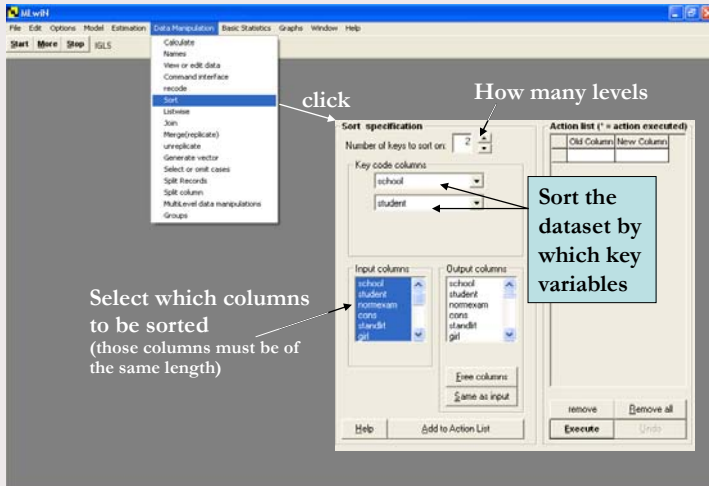 MLwiN
File Edit Options Model Estimation Data Manipulation Basic Statistics Graphs Window Help
Start More Stop IGLS
Calculate
Names
View or edit data
Command interface
recode
Sort
Listwise
Join
Merge(replicate)
unreplicate
Generate vector
Select or omit cases
Split Records
Split column
MultiLevel data manipulations
Groups
click
How many levels
Sort specification
Number of keys to sort on: 2
Key code columns
school
student
Input columns
school
student
normexam
cons
standlrt
girl
Output columns
school
student
normexam
cons
standlrt
girl
Free columns
Same as input
Help
Add to Action List
Action list (* = action executed)
Old Column New Column
Sort the
dataset by
which key
variables
remove
Remove all
Execute
Undo
Select which columns
to be sorted
(those columns must be of
the same length)